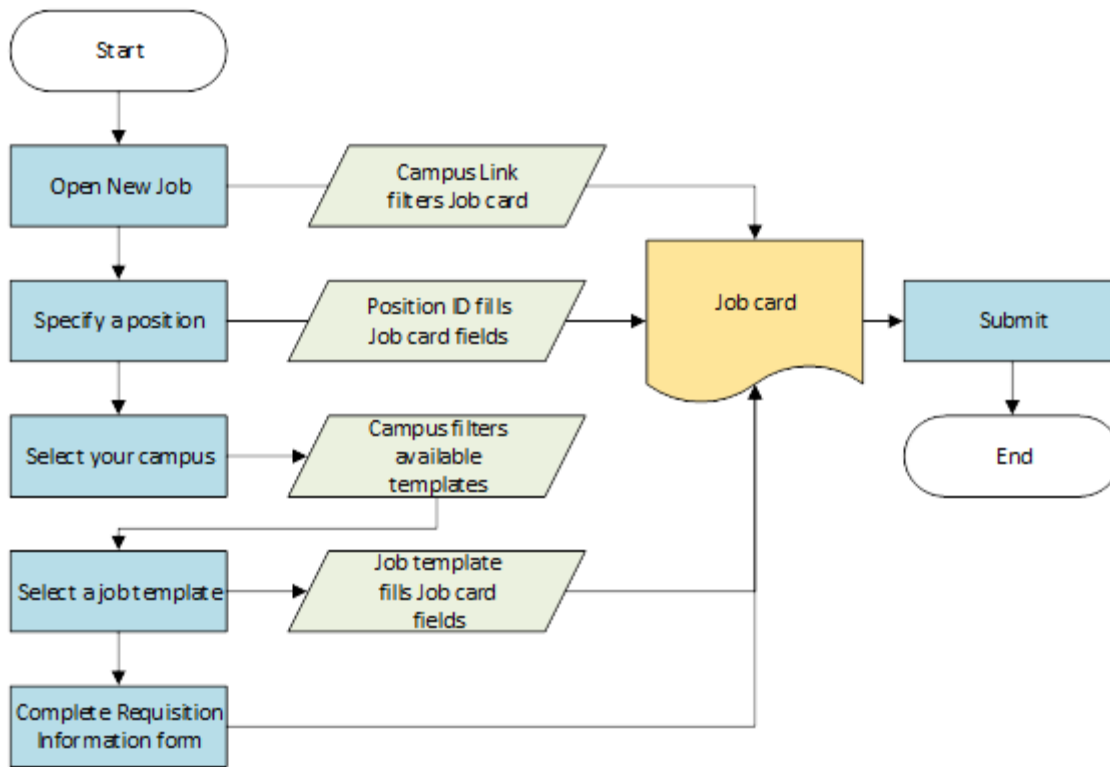 Start
Open New Job
Campus Link
filters Job card
Specify a position
Position ID fills
Job card fields
Job card
Submit
Select your campus
Campus filters
available
templates
End
Select a job template
Job template
fills Job card
fields
Complete Requisition
Information form